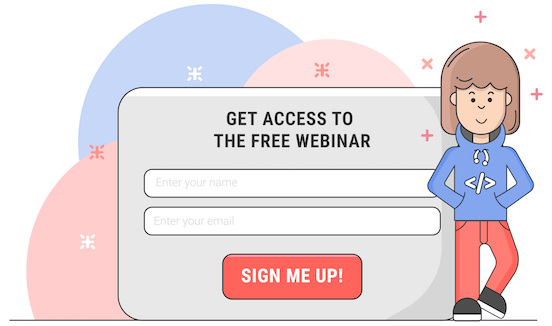 GET ACCESS TO
THE FREE WEBINAR
Enter your name
Enter your email
SIGN ME UP!
</>